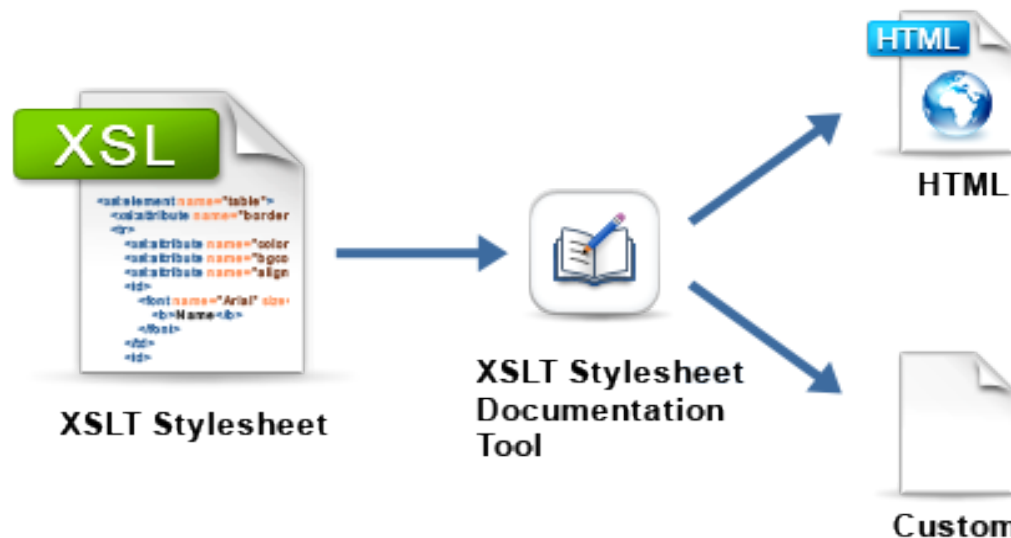 XSL
<xsl:element name="table">
<xsl:attribute name="border
<tr>
<xsl:attribute name="color
<xsl:attribute name="bgco
<xsl:attribute name="align
<td>
<font name="Arial" size=
<b>Name</b>
</font>
</td>
<td>
XSLT Stylesheet
XSLT Stylesheet
Documentation
Tool
HTML
HTML
Custom